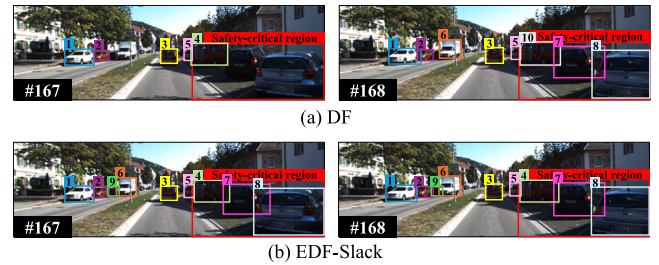 1 2 3 5 4 Safety-critical region
#167
1 2 6 3 5 10 Safety-critical region 7 8
#168
(a) DF
1 2 9 6 3 5 4 Safety-critical region 7 8
#167
1 2 9 6 3 5 4 Safety-critical region 7 8
#168
(b) EDF-Slack